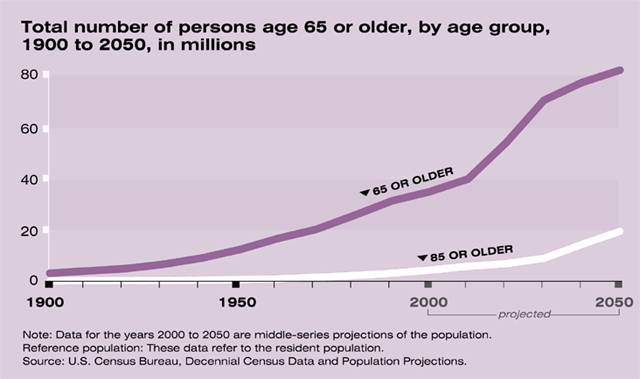 Total number of persons age 65 or older, by age group,
1900 to 2050, in millions
80
60
40
20
0
65 OR OLDER
85 OR OLDER
1900
1950
2000
2050
projected
Note: Data for the years 2000 to 2050 are middle-series projections of the population.
Reference population: These data refer to the resident population.
Source: U.S. Census Bureau, Decennial Census Data and Population Projections.